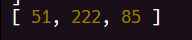 [ 51, 222, 85 ]